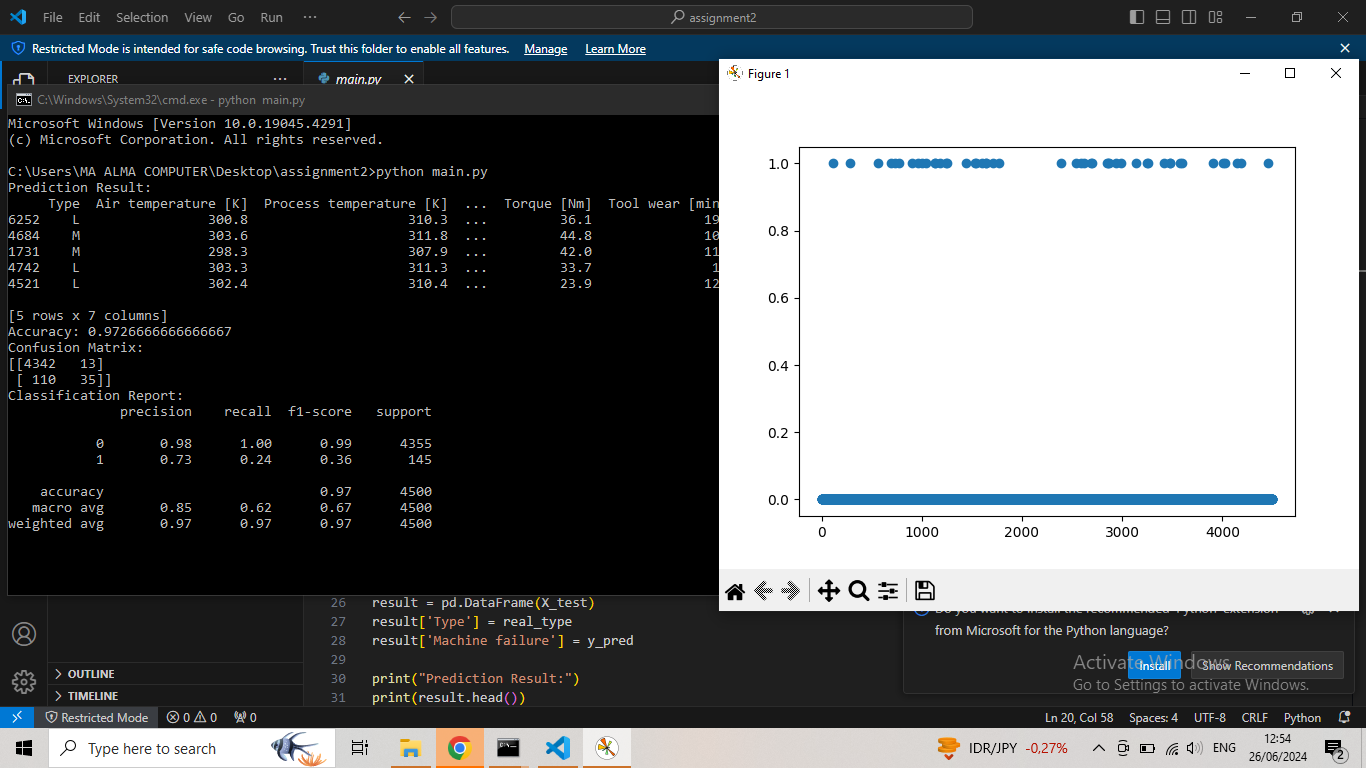 File Edit Selection View Go Run ···
assignment2
Restricted Mode is intended for safe code browsing. Trust this folder to enable all features. Manage Learn More
EXPLORER ···
main.py
C:\Windows\System32\cmd.exe - python  main.py
Microsoft Windows [Version 10.0.19045.4291]
(c) Microsoft Corporation. All rights reserved.
C:\Users\MA ALMA COMPUTER\Desktop\assignment2>python main.py
Prediction Result:
     Type  Air temperature [K]  Process temperature [K]  ...  Torque [Nm]  Tool wear [min
6252    L                300.8                    310.3  ...         36.1            19
4684    M                303.6                    311.8  ...         44.8            10
1731    M                298.3                    307.9  ...         42.0            11
4742    L                303.3                    311.3  ...         33.7             1
4521    L                302.4                    310.4  ...         23.9            12
[5 rows x 7 columns]
Accuracy: 0.9726666666666667
Confusion Matrix:
[[4342   13]
 [ 110   35]]
Classification Report:
              precision    recall  f1-score   support
           0       0.98      1.00      0.99      4355
           1       0.73      0.24      0.36       145
    accuracy                           0.97      4500
   macro avg       0.85      0.62      0.67      4500
weighted avg       0.97      0.97      0.97      4500
Figure 1
1.0
0.8
0.6
0.4
0.2
0.0
0 1000 2000 3000 4000
26 result = pd.DataFrame(X_test)
27 result['Type'] = real_type
28 result['Machine failure'] = y_pred
29
30 print("Prediction Result:")
31 print(result.head())
Do you want to install the recommended 'Python' extension
from Microsoft for the Python language?
Install Show Recommendations
Activate Windows
Go to Settings to activate Windows.
OUTLINE
TIMELINE
Restricted Mode 0 0 0 Ln 20, Col 58 Spaces: 4 UTF-8 CRLF Python
Type here to search
IDR/JPY -0,27% ENG
12:54
26/06/2024
2